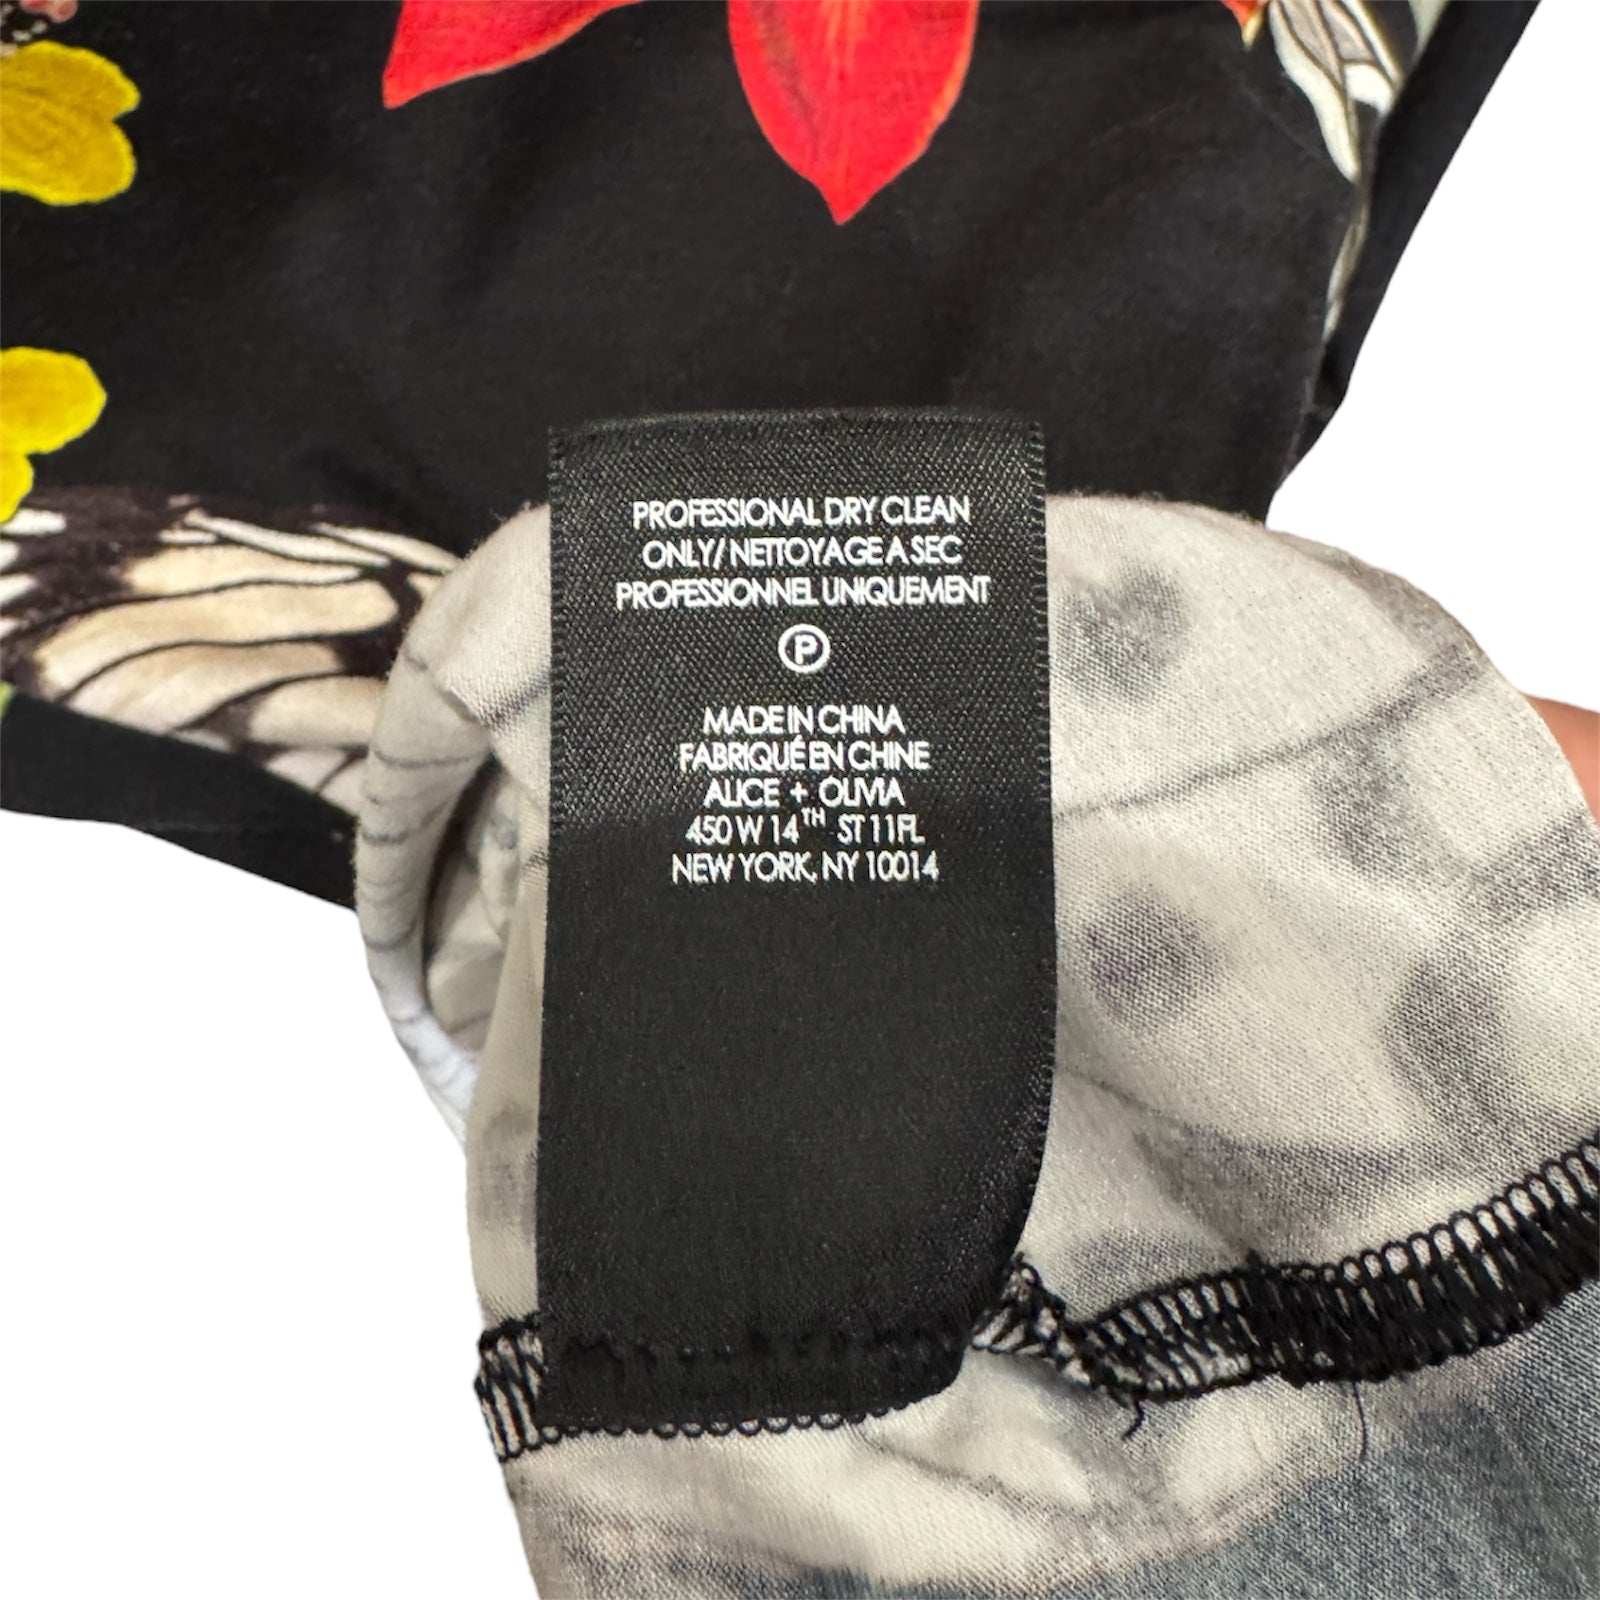 PROFESSIONAL DRY CLEAN
ONLY/ NETTOYAGE A SEC
PROFESSIONNEL UNIQUEMENT
P
MADE IN CHINA
FABRIQUÉ EN CHINE
ALICE + OLIVIA
450 W 14TH ST 11FL
NEW YORK, NY 10014